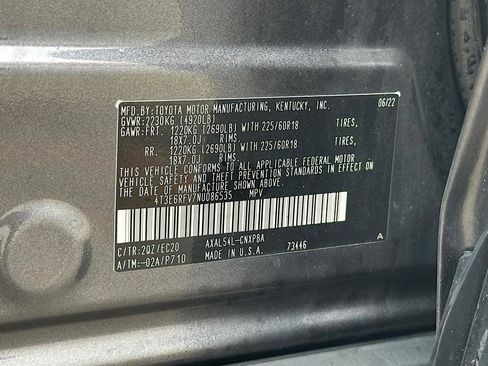 MFD.BY:TOYOTA MOTOR MANUFACTURING, KENTUCKY, INC. 06/22
GVWR:2230KG (4920LB)
GAWR:FRT. 1220KG (2690LB) WITH 225/60R18 TIRES,
18X7.0J RIMS
RR. 1220KG (2690LB) WITH 225/60R18 TIRES,
18X7.0J RIMS.
THIS VEHICLE CONFORMS TO ALL APPLICABLE FEDERAL MOTOR
VEHICLE SAFETY AND THEFT PREVENTION STANDARDS IN EFFECT ON
THE DATE OF MANUFACTURE SHOWN ABOVE.
4T3E6RFV7NU086535 MPV
C/TR:2QZ/EC20 AXAL54L-CNXPBA A
A/TM:-02A/P710 MADE IN U.S.A. 73446